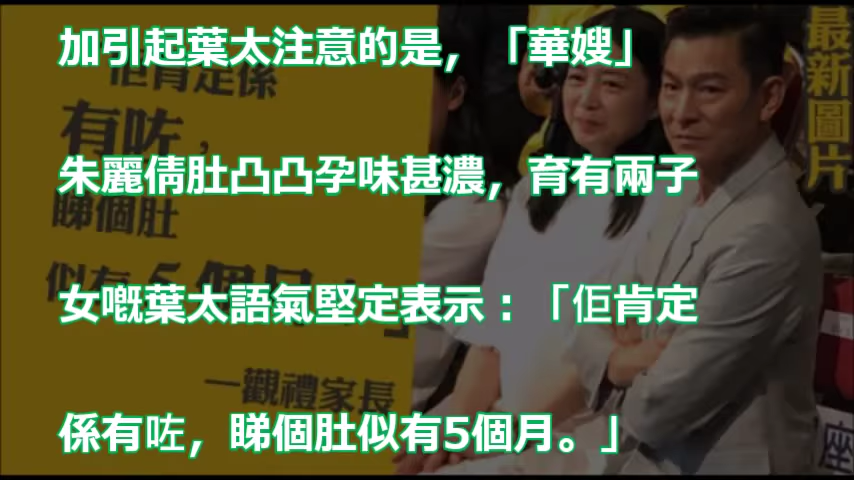 加引起葉太注意的是，「華嫂」
朱麗倩肚凸凸孕味甚濃，育有兩子
女嘅葉太語氣堅定表示：「佢肯定
係有咗，睇個肚似有5個月。」
佢肯定係
有咗，
睇個肚
似有5個月！」
一觀禮家長
最新圖片
座